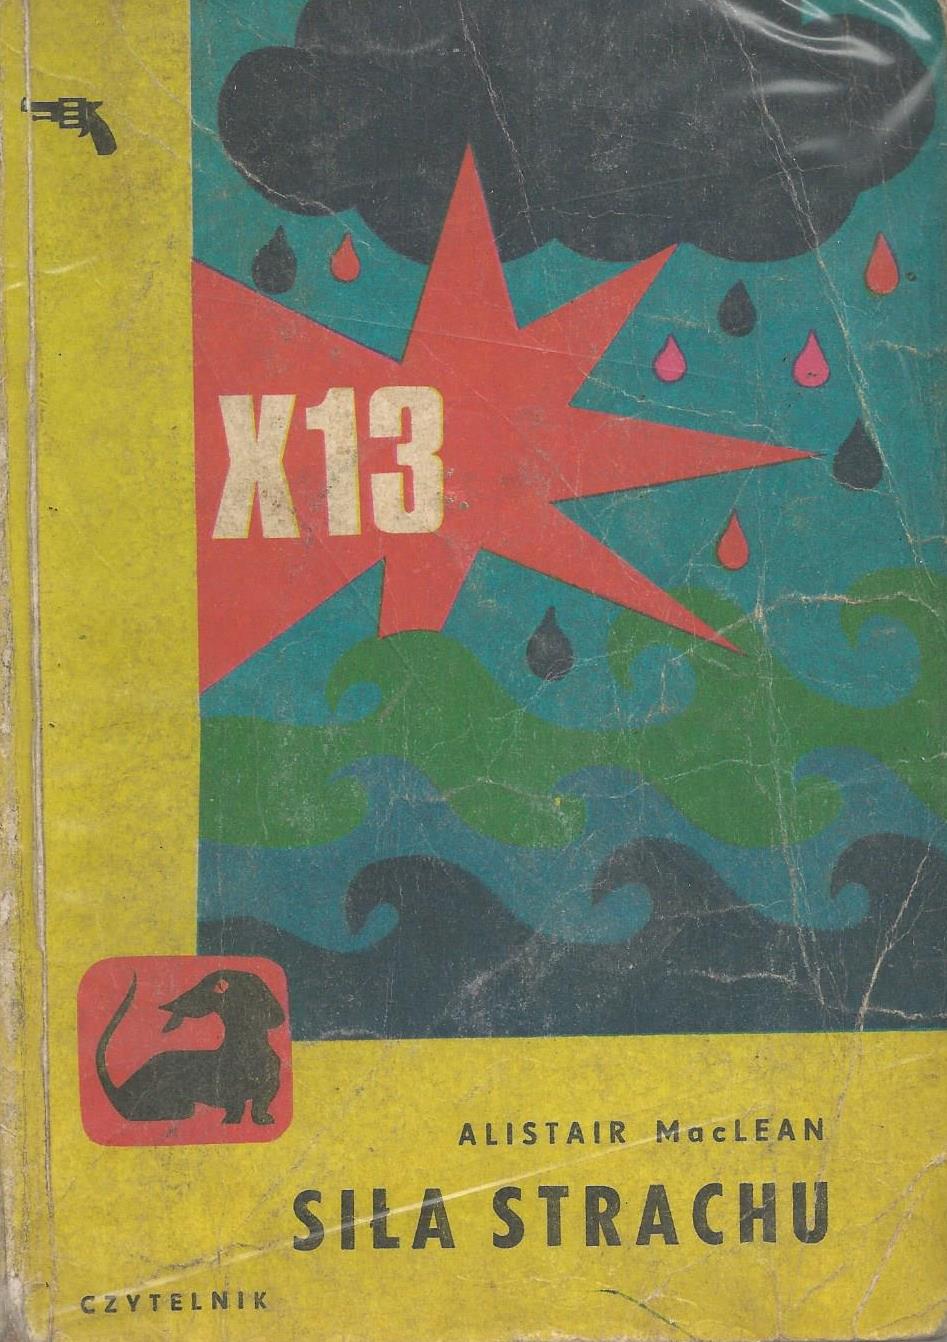 X13
ALISTAIR MacLEAN
SIŁA STRACHU
CZYTELNIK